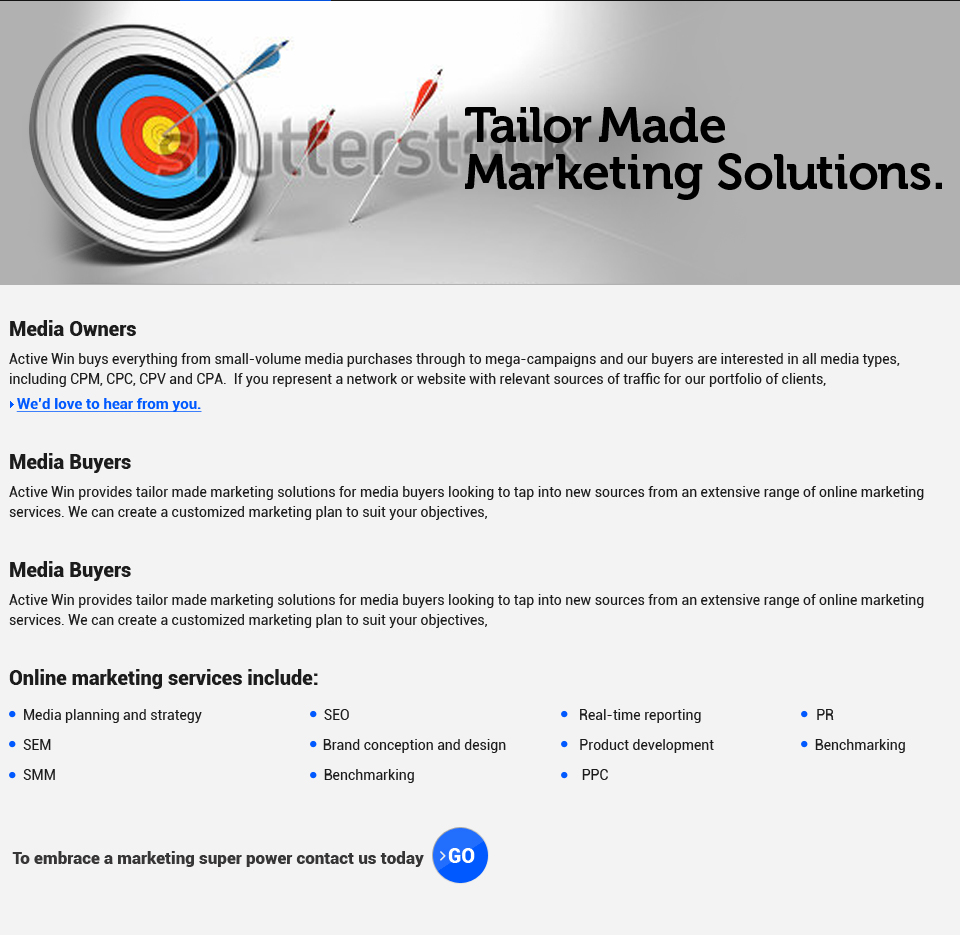 shutterstock
Tailor Made
Marketing Solutions.
Media Owners
Active Win buys everything from small-volume media purchases through to mega-campaigns and our buyers are interested in all media types,
including CPM, CPC, CPV and CPA. If you represent a network or website with relevant sources of traffic for our portfolio of clients,
We'd love to hear from you.
Media Buyers
Active Win provides tailor made marketing solutions for media buyers looking to tap into new sources from an extensive range of online marketing
services. We can create a customized marketing plan to suit your objectives,
Media Buyers
Active Win provides tailor made marketing solutions for media buyers looking to tap into new sources from an extensive range of online marketing
services. We can create a customized marketing plan to suit your objectives,
Online marketing services include:
Media planning and strategy
SEM
SMM
SEO
Brand conception and design
Benchmarking
Real-time reporting
Product development
PPC
PR
Benchmarking
To embrace a marketing super power contact us today
GO